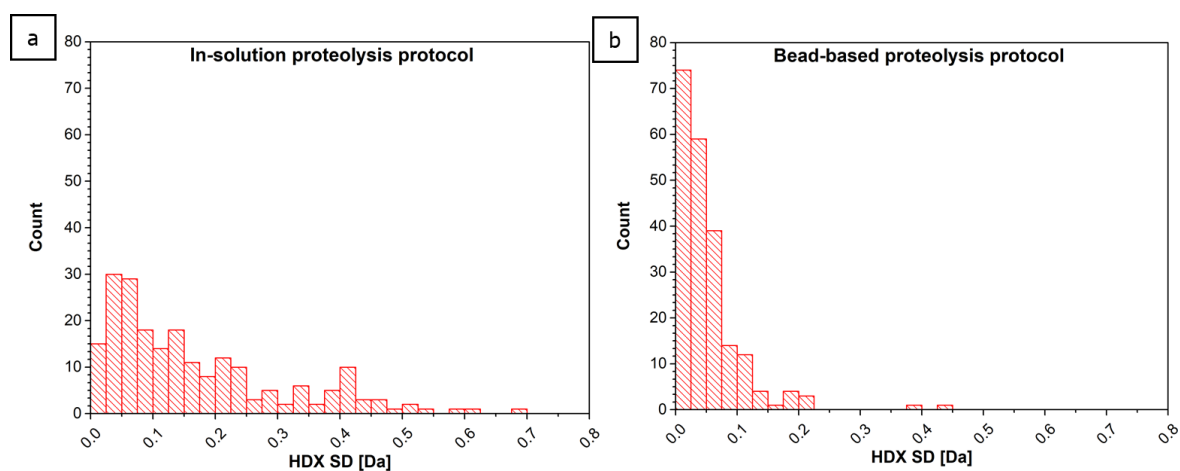 a
In-solution proteolysis protocol
80
70
60
50
40
30
20
10
0
Count
0.0 0.1 0.2 0.3 0.4 0.5 0.6 0.7 0.8
HDX SD [Da]
b
Bead-based proteolysis protocol
80
70
60
50
40
30
20
10
0
Count
0.0 0.1 0.2 0.3 0.4 0.5 0.6 0.7 0.8
HDX SD [Da]